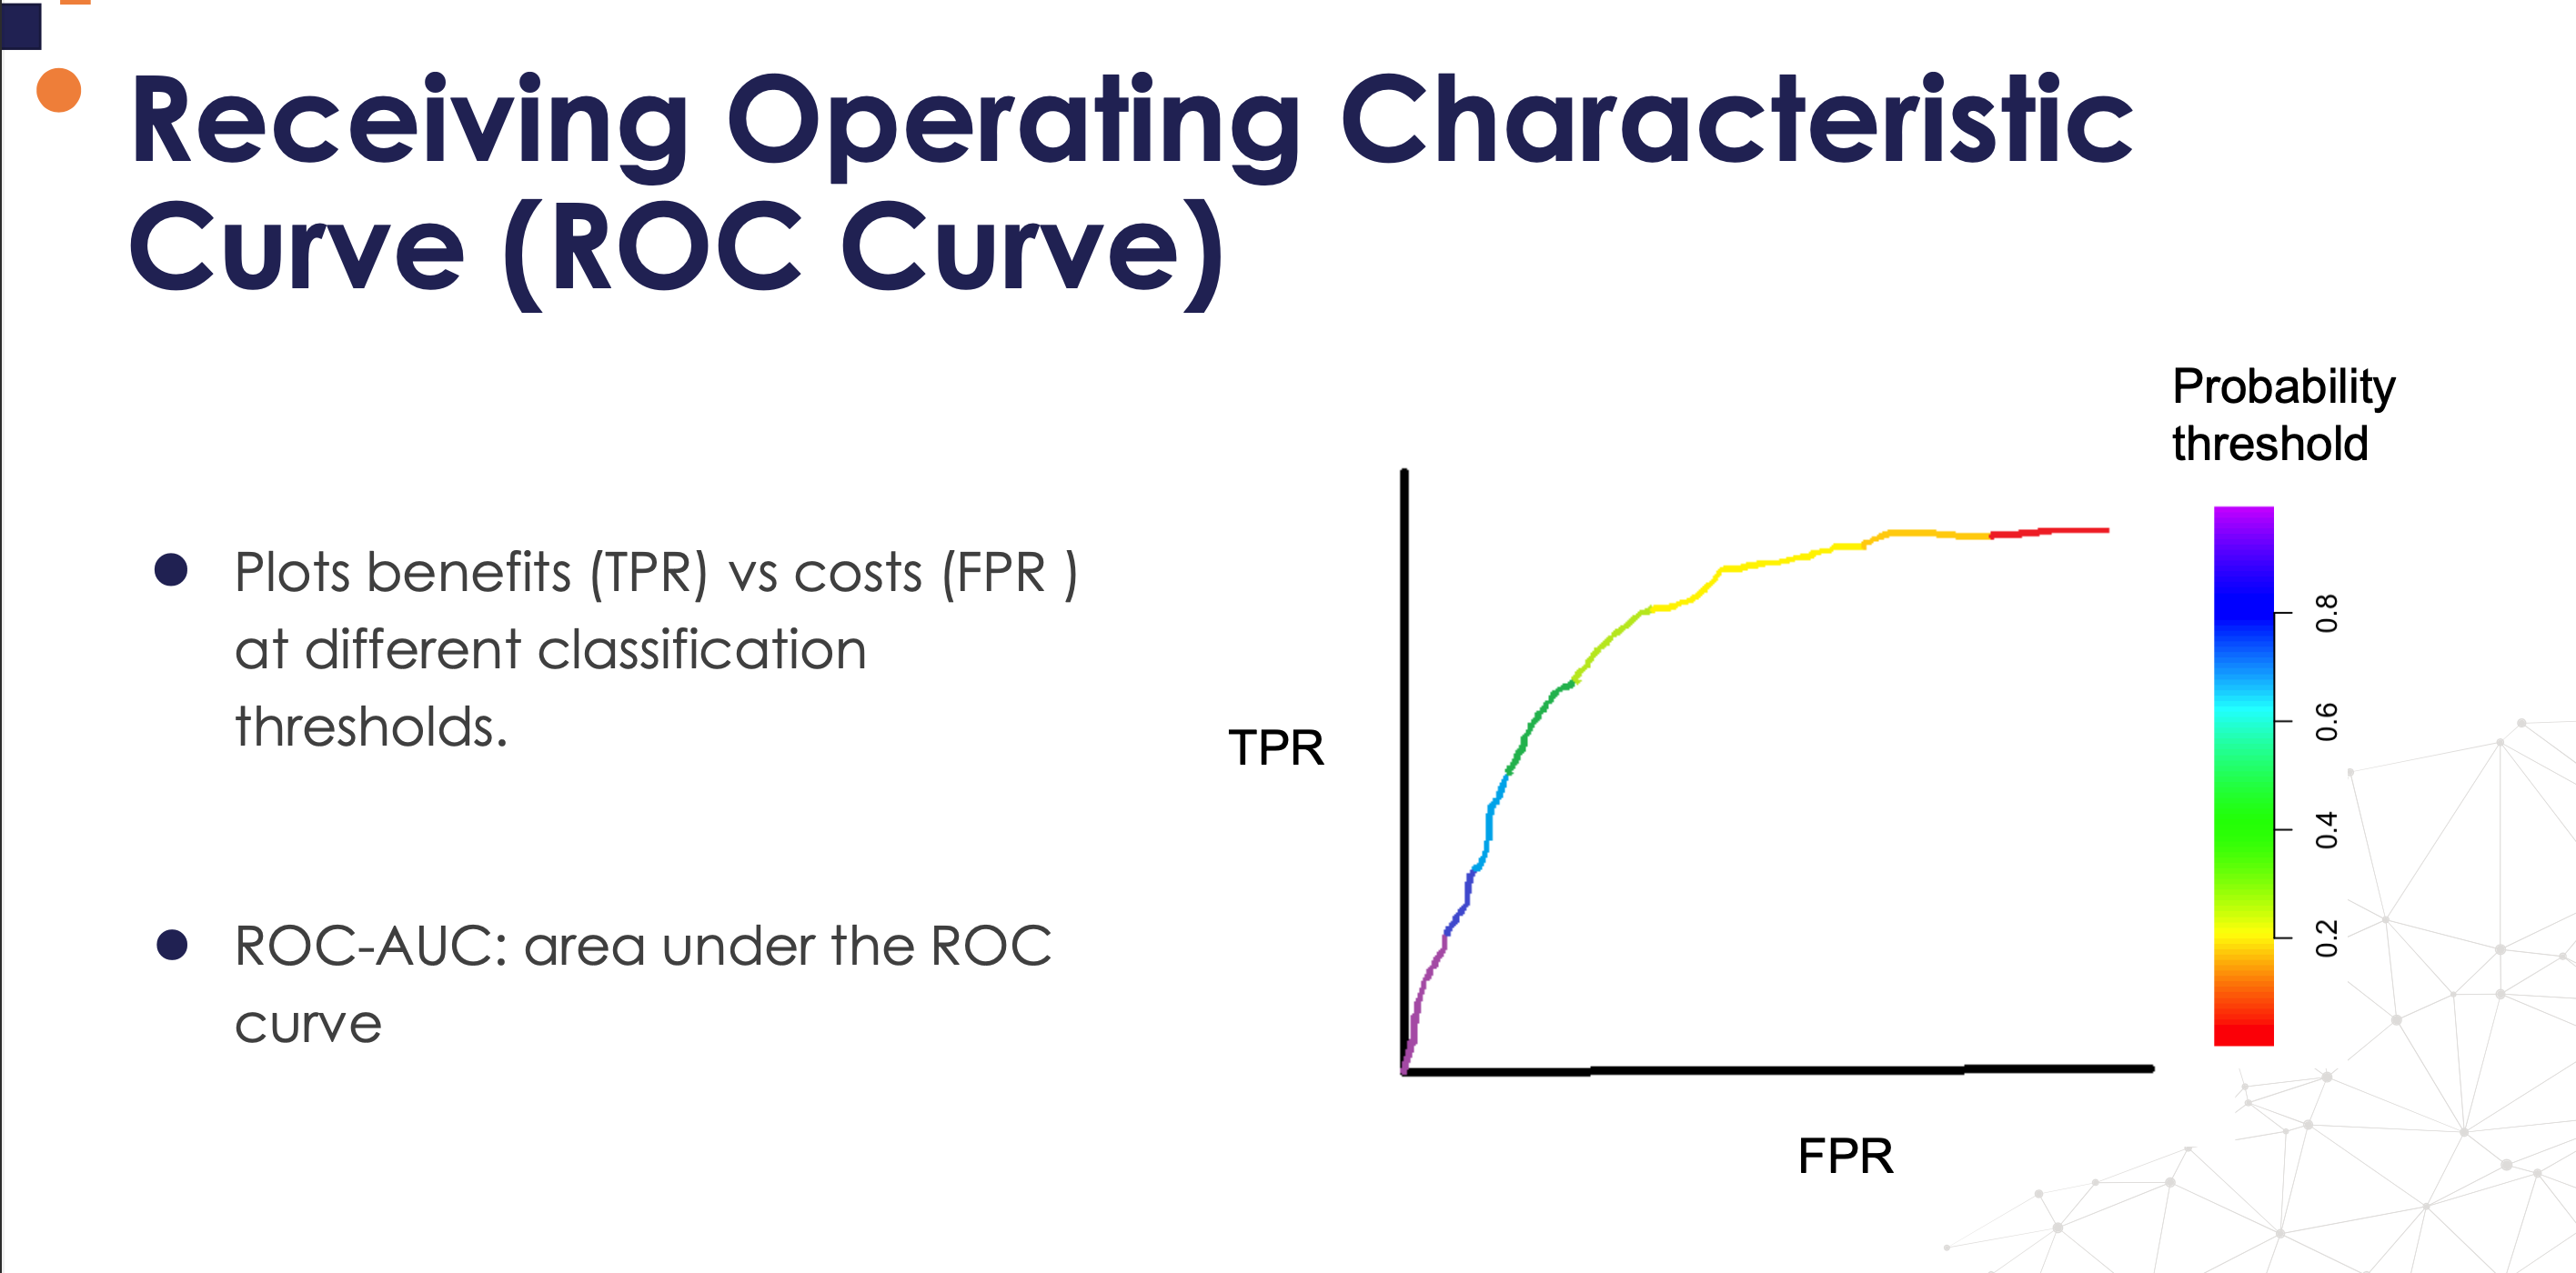 Receiving Operating Characteristic
Curve (ROC Curve)
Plots benefits (TPR) vs costs (FPR )
at different classification
thresholds.
ROC-AUC: area under the ROC
curve
TPR
FPR
Probability
threshold
0.8
0.6
0.4
0.2